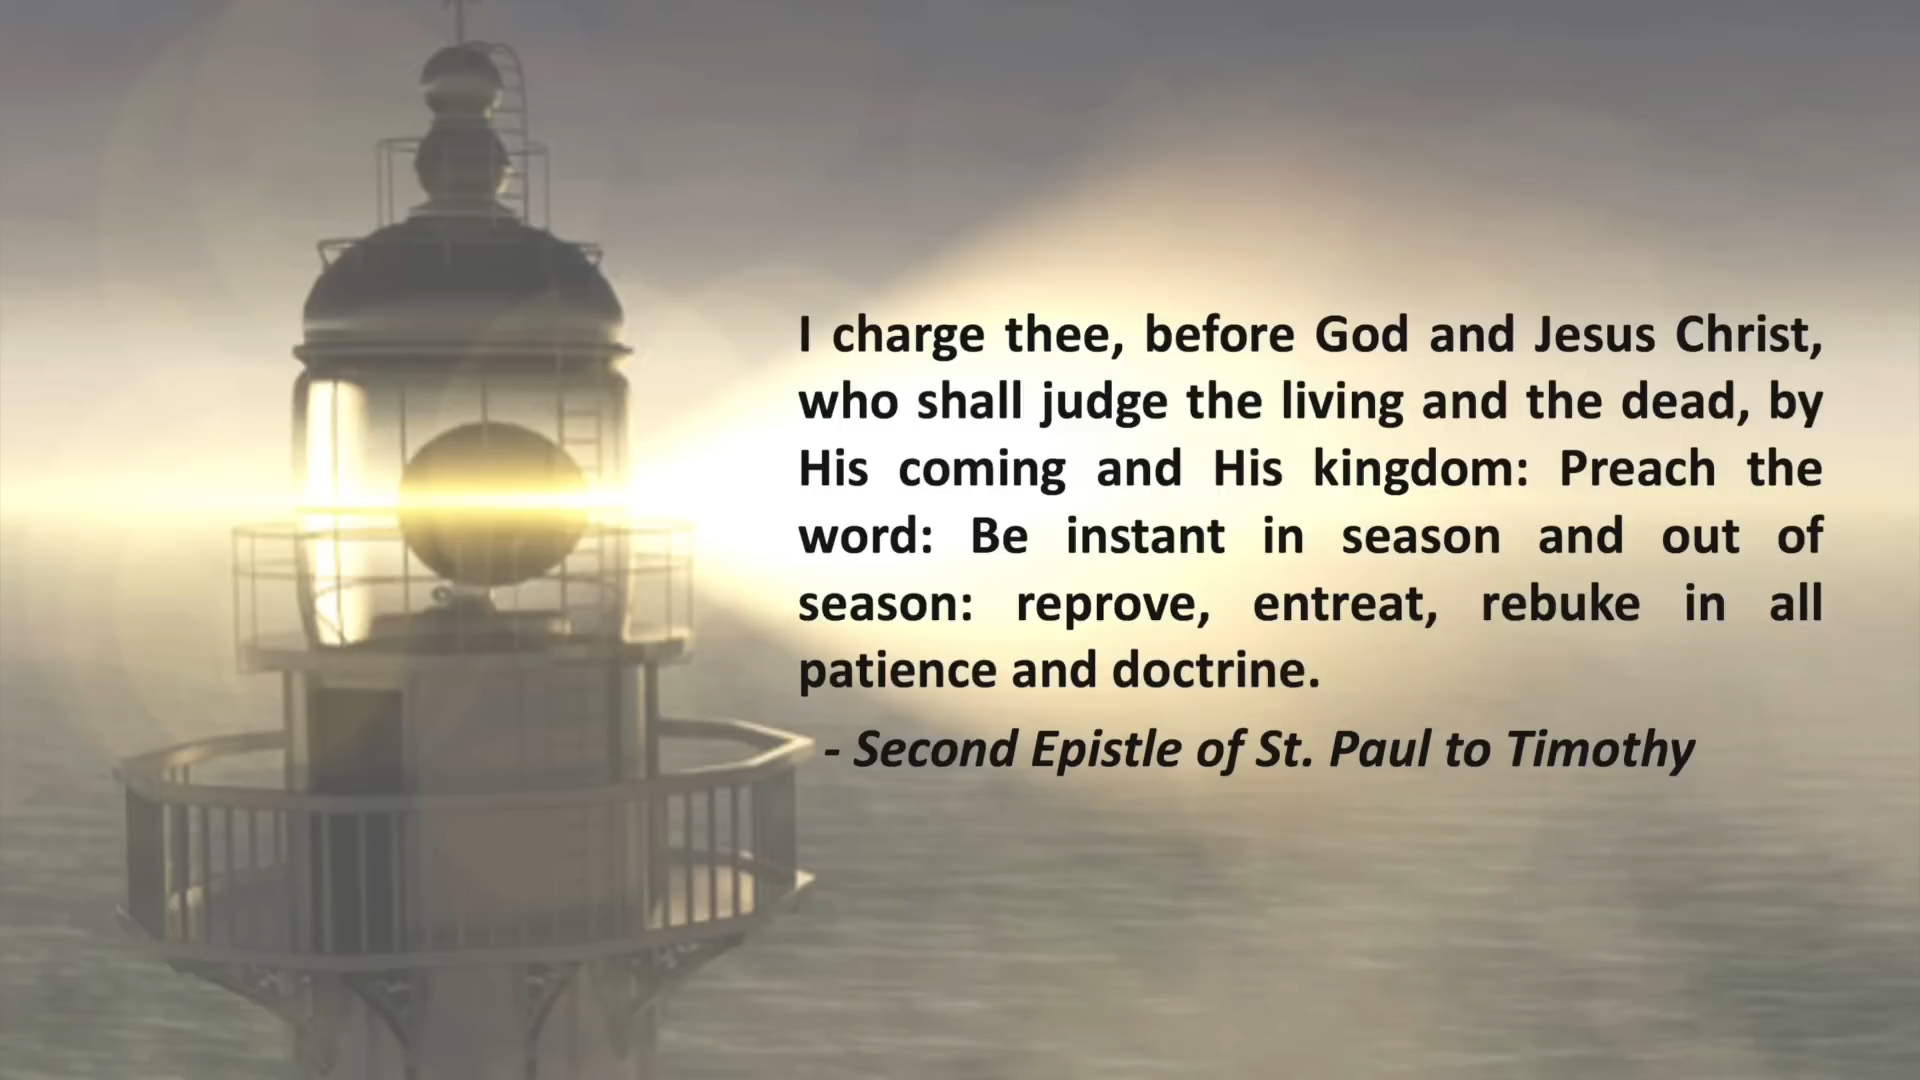 I charge thee, before God and Jesus Christ,
who shall judge the living and the dead, by
His coming and His kingdom: Preach the
word: Be instant in season and out of
season: reprove, entreat, rebuke in all
patience and doctrine.
- Second Epistle of St. Paul to Timothy